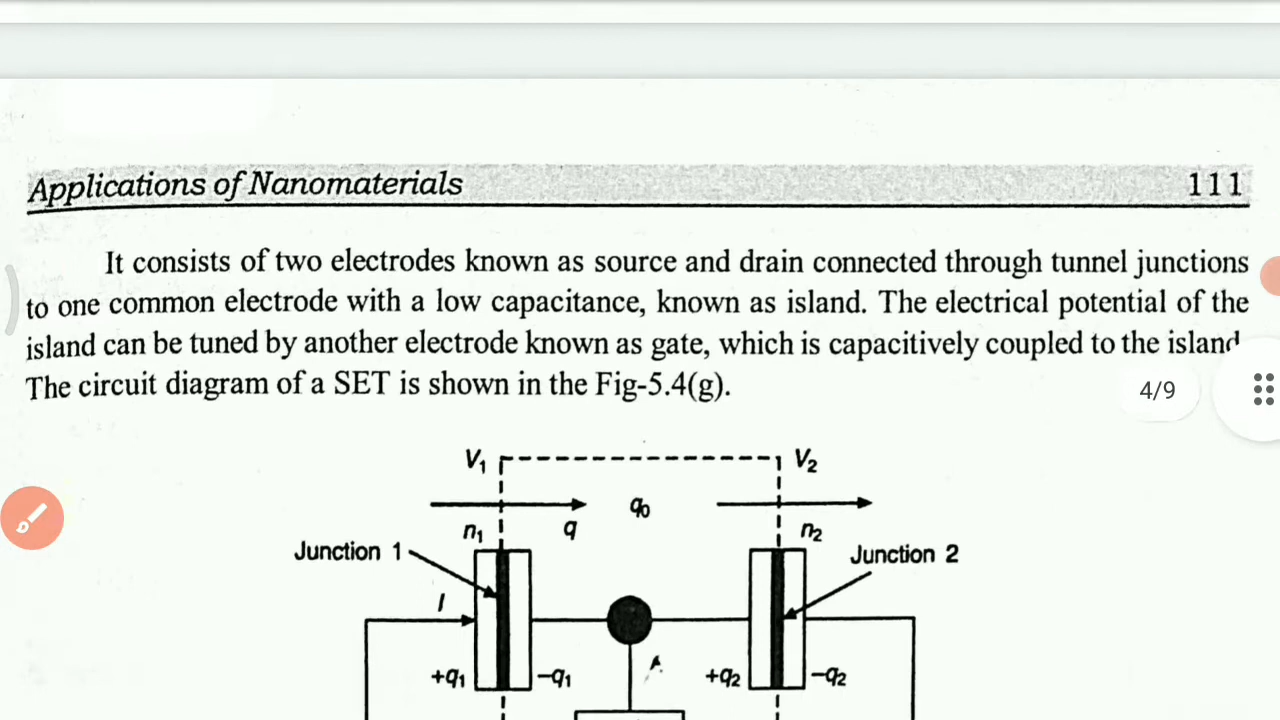 Applications of Nanomaterials 111
It consists of two electrodes known as source and drain connected through tunnel junctions
to one common electrode with a low capacitance, known as island. The electrical potential of the
island can be tuned by another electrode known as gate, which is capacitively coupled to the island
The circuit diagram of a SET is shown in the Fig-5.4(g).
4/9
V₁ V₂
q₀
n₁ q n₂
Junction 1 Junction 2
I
+q₁ –q₁ +q₂ –q₂